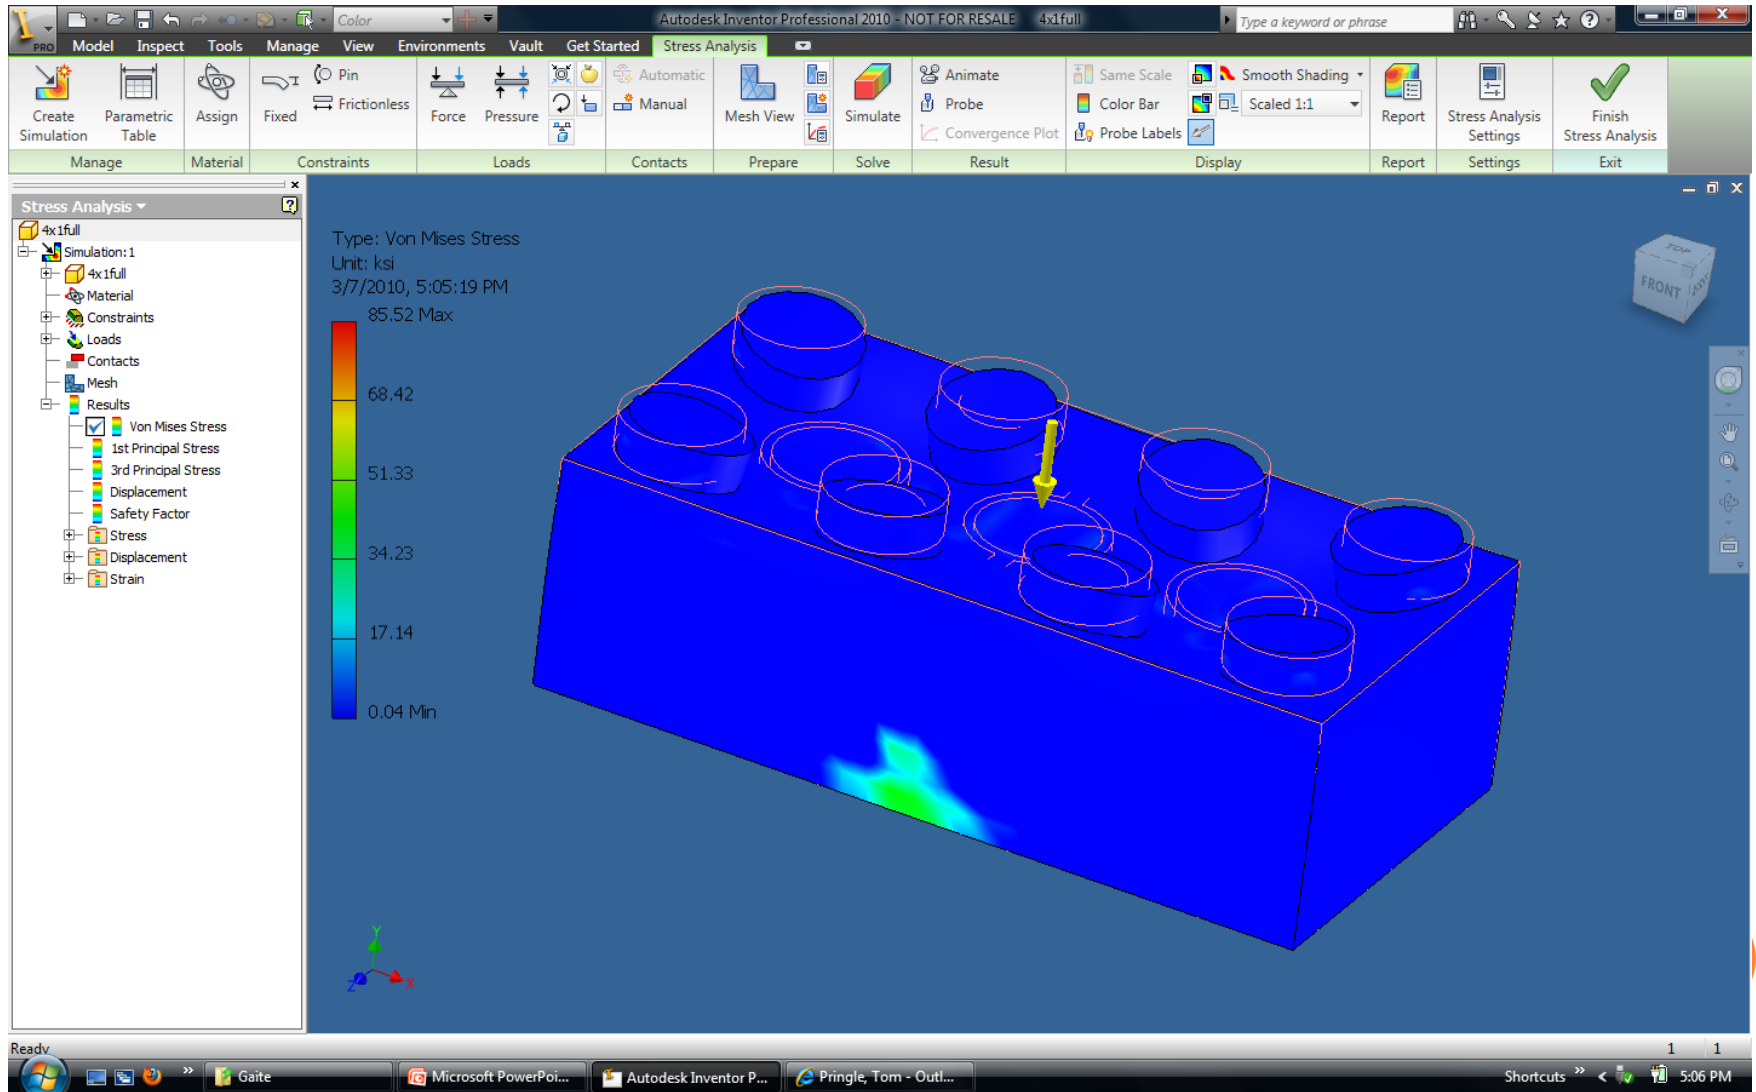 Color
Autodesk Inventor Professional 2010 - NOT FOR RESALE 4x1full
Type a keyword or phrase
PRO
Model Inspect Tools Manage View Environments Vault Get Started Stress Analysis
Create Simulation
Parametric Table
Assign
Fixed
Pin
Frictionless
Force
Pressure
Automatic
Manual
Mesh View
Simulate
Animate
Probe
Convergence Plot
Same Scale
Color Bar
Probe Labels
Smooth Shading
Scaled 1:1
Report
Stress Analysis Settings
Finish Stress Analysis
Manage Material Constraints Loads Contacts Prepare Solve Result Display Report Settings Exit
Stress Analysis
4x1full
Simulation:1
4x1full
Material
Constraints
Loads
Contacts
Mesh
Results
Von Mises Stress
1st Principal Stress
3rd Principal Stress
Displacement
Safety Factor
Stress
Displacement
Strain
Type: Von Mises Stress
Unit: ksi
3/7/2010, 5:05:19 PM
85.52 Max
68.42
51.33
34.23
17.14
0.04 Min
TOP
FRONT
Y
Z
X
Ready
1 1
Gaite
Microsoft PowerPoi...
Autodesk Inventor P...
Pringle, Tom - Outl...
Shortcuts
5:06 PM